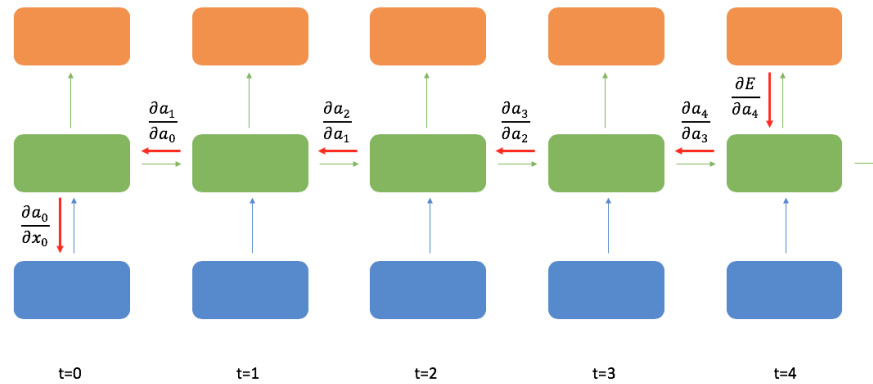 ∂E/∂a₄
∂a₁/∂a₀
∂a₂/∂a₁
∂a₃/∂a₂
∂a₄/∂a₃
∂a₀/∂x₀
t=0 t=1 t=2 t=3 t=4